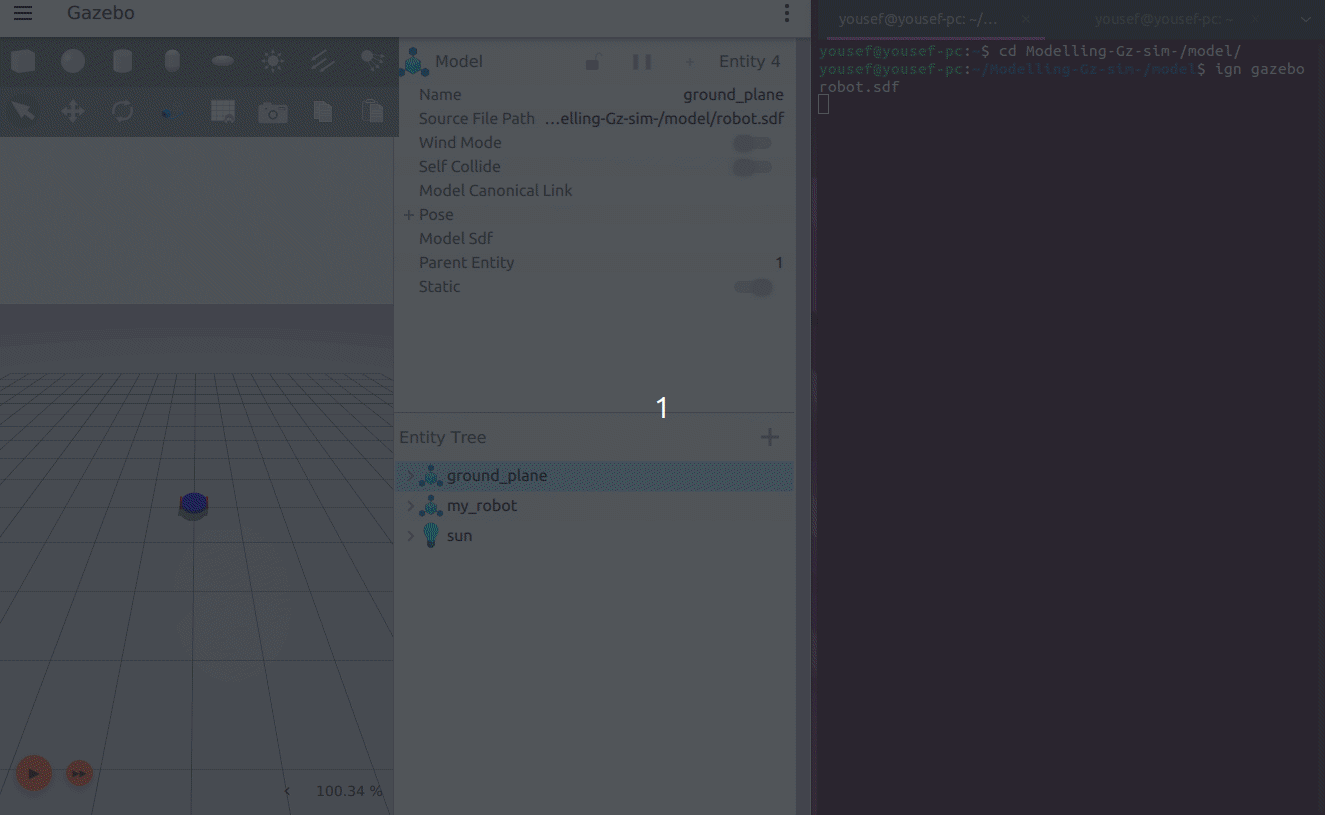 Gazebo
Model
Entity 4
Name
ground_plane
Source File Path
...elling-Gz-sim-/model/robot.sdf
Wind Mode
Self Collide
Model Canonical Link
+ Pose
Model Sdf
Parent Entity
1
Static
1
Entity Tree
ground_plane
my_robot
sun
100.34 %
yousef@yousef-pc: ~/...
yousef@yousef-pc: ~
yousef@yousef-pc:~$ cd Modelling-Gz-sim-/model/
yousef@yousef-pc:~/Modelling-Gz-sim-/model$ ign gazebo
robot.sdf